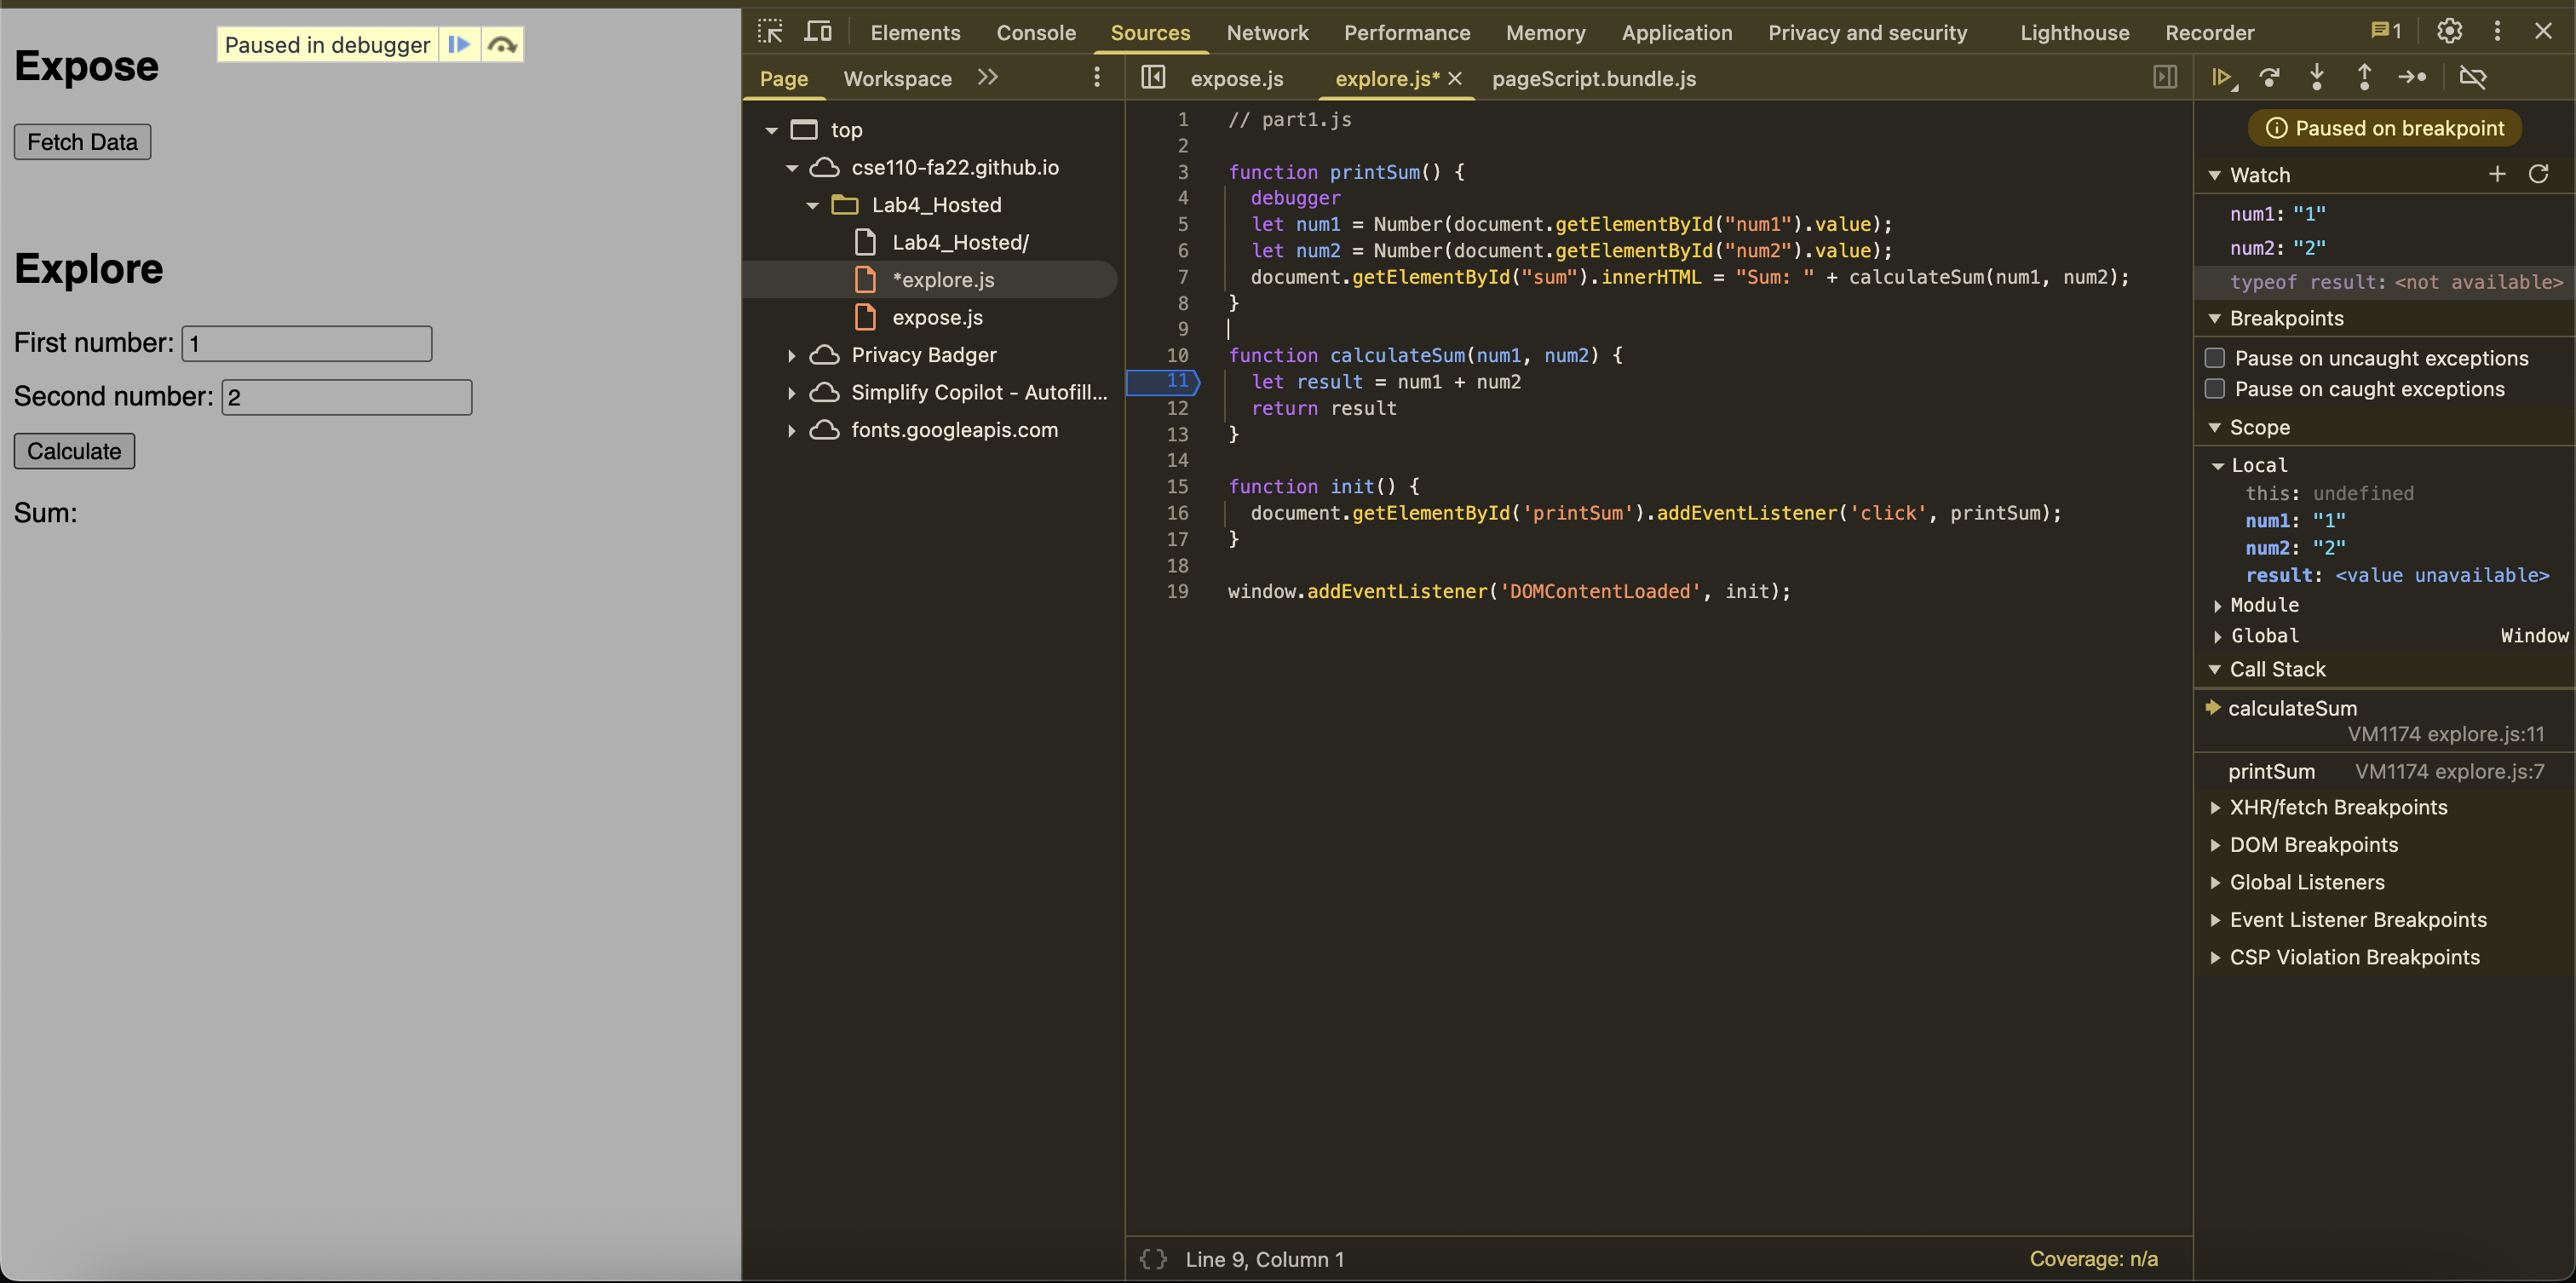 Paused in debugger
Expose
Fetch Data
Explore
First number: 1
Second number: 2
Calculate
Sum:
Elements Console Sources Network Performance Memory Application Privacy and security Lighthouse Recorder 1
Page Workspace
top
cse110-fa22.github.io
Lab4_Hosted
Lab4_Hosted/
*explore.js
expose.js
Privacy Badger
Simplify Copilot - Autofill...
fonts.googleapis.com
expose.js explore.js* pageScript.bundle.js
1 // part1.js
2
3 function printSum() {
4 debugger
5 let num1 = Number(document.getElementById("num1").value);
6 let num2 = Number(document.getElementById("num2").value);
7 document.getElementById("sum").innerHTML = "Sum: " + calculateSum(num1, num2);
8 }
9
10 function calculateSum(num1, num2) {
11 let result = num1 + num2
12 return result
13 }
14
15 function init() {
16 document.getElementById('printSum').addEventListener('click', printSum);
17 }
18
19 window.addEventListener('DOMContentLoaded', init);
{} Line 9, Column 1 Coverage: n/a
Paused on breakpoint
Watch
num1: "1"
num2: "2"
typeof result: <not available>
Breakpoints
Pause on uncaught exceptions
Pause on caught exceptions
Scope
Local
this: undefined
num1: "1"
num2: "2"
result: <value unavailable>
Module
Global Window
Call Stack
calculateSum
VM1174 explore.js:11
printSum VM1174 explore.js:7
XHR/fetch Breakpoints
DOM Breakpoints
Global Listeners
Event Listener Breakpoints
CSP Violation Breakpoints